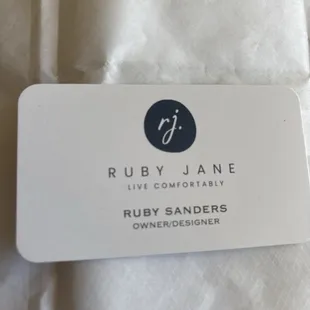 rj.
RUBY JANE
LIVE COMFORTABLY
RUBY SANDERS
OWNER/DESIGNER